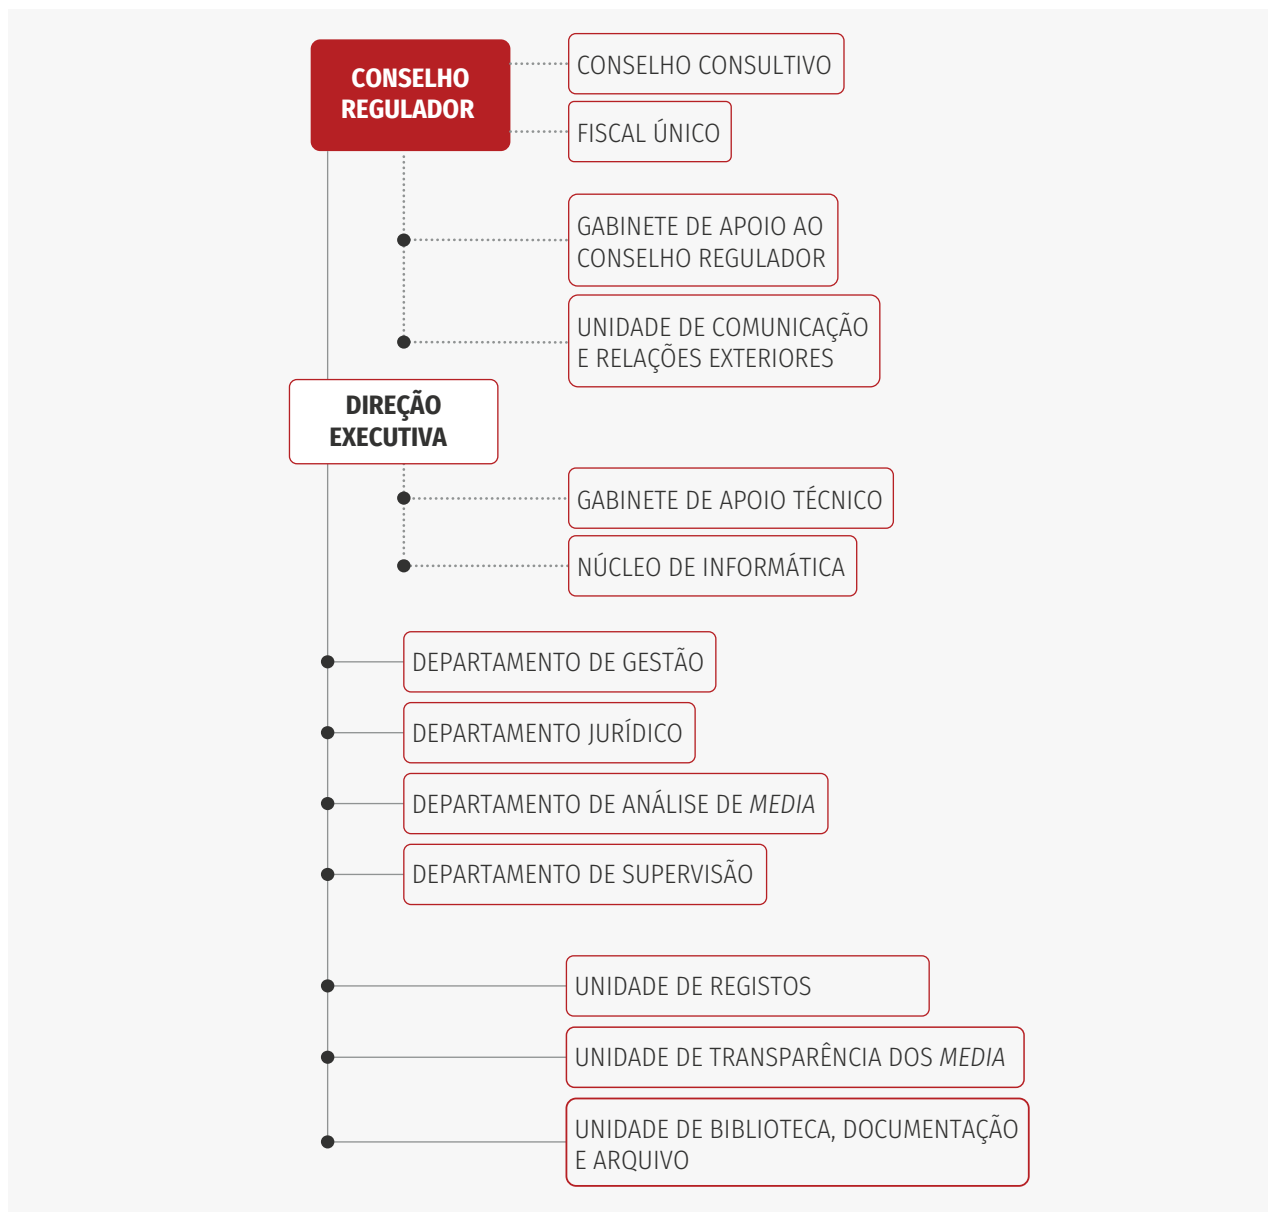 CONSELHO
REGULADOR
CONSELHO CONSULTIVO
FISCAL ÚNICO
GABINETE DE APOIO AO
CONSELHO REGULADOR
UNIDADE DE COMUNICAÇÃO
E RELAÇÕES EXTERIORES
DIREÇÃO
EXECUTIVA
GABINETE DE APOIO TÉCNICO
NÚCLEO DE INFORMÁTICA
DEPARTAMENTO DE GESTÃO
DEPARTAMENTO JURÍDICO
DEPARTAMENTO DE ANÁLISE DE MEDIA
DEPARTAMENTO DE SUPERVISÃO
UNIDADE DE REGISTOS
UNIDADE DE TRANSPARÊNCIA DOS MEDIA
UNIDADE DE BIBLIOTECA, DOCUMENTAÇÃO
E ARQUIVO